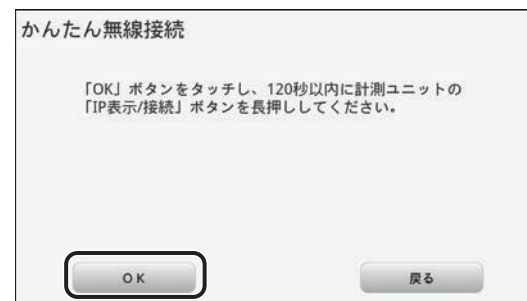 かんたん無線接続
「OK」ボタンをタッチし、120秒以内に計測ユニットの
「IP表示/接続」ボタンを長押ししてください。
OK
戻る